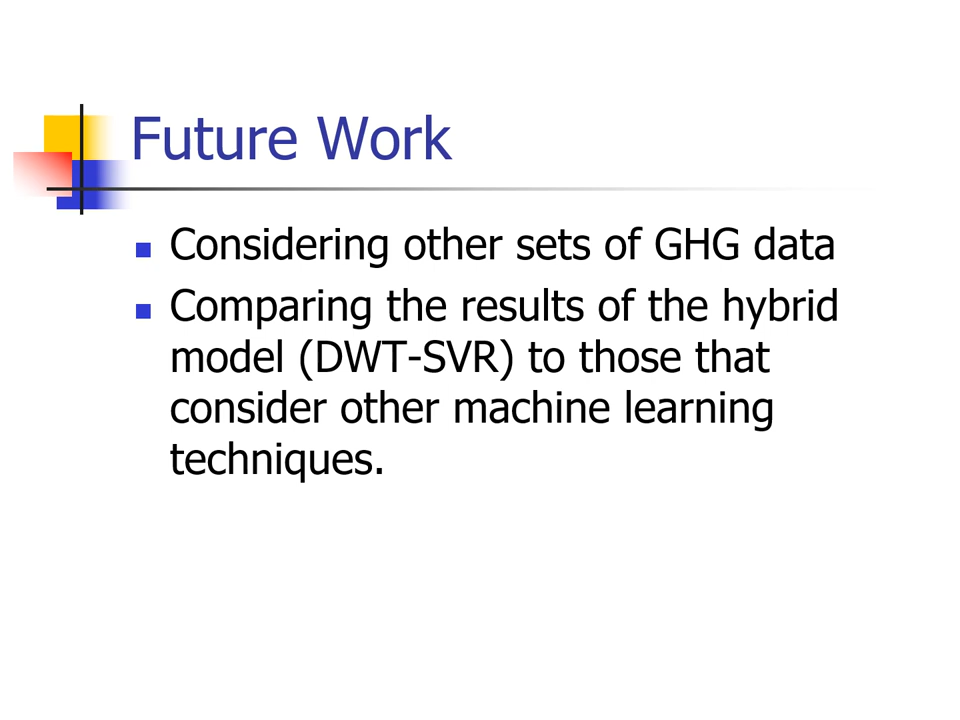 Future Work
Considering other sets of GHG data
Comparing the results of the hybrid
model (DWT-SVR) to those that
consider other machine learning
techniques.